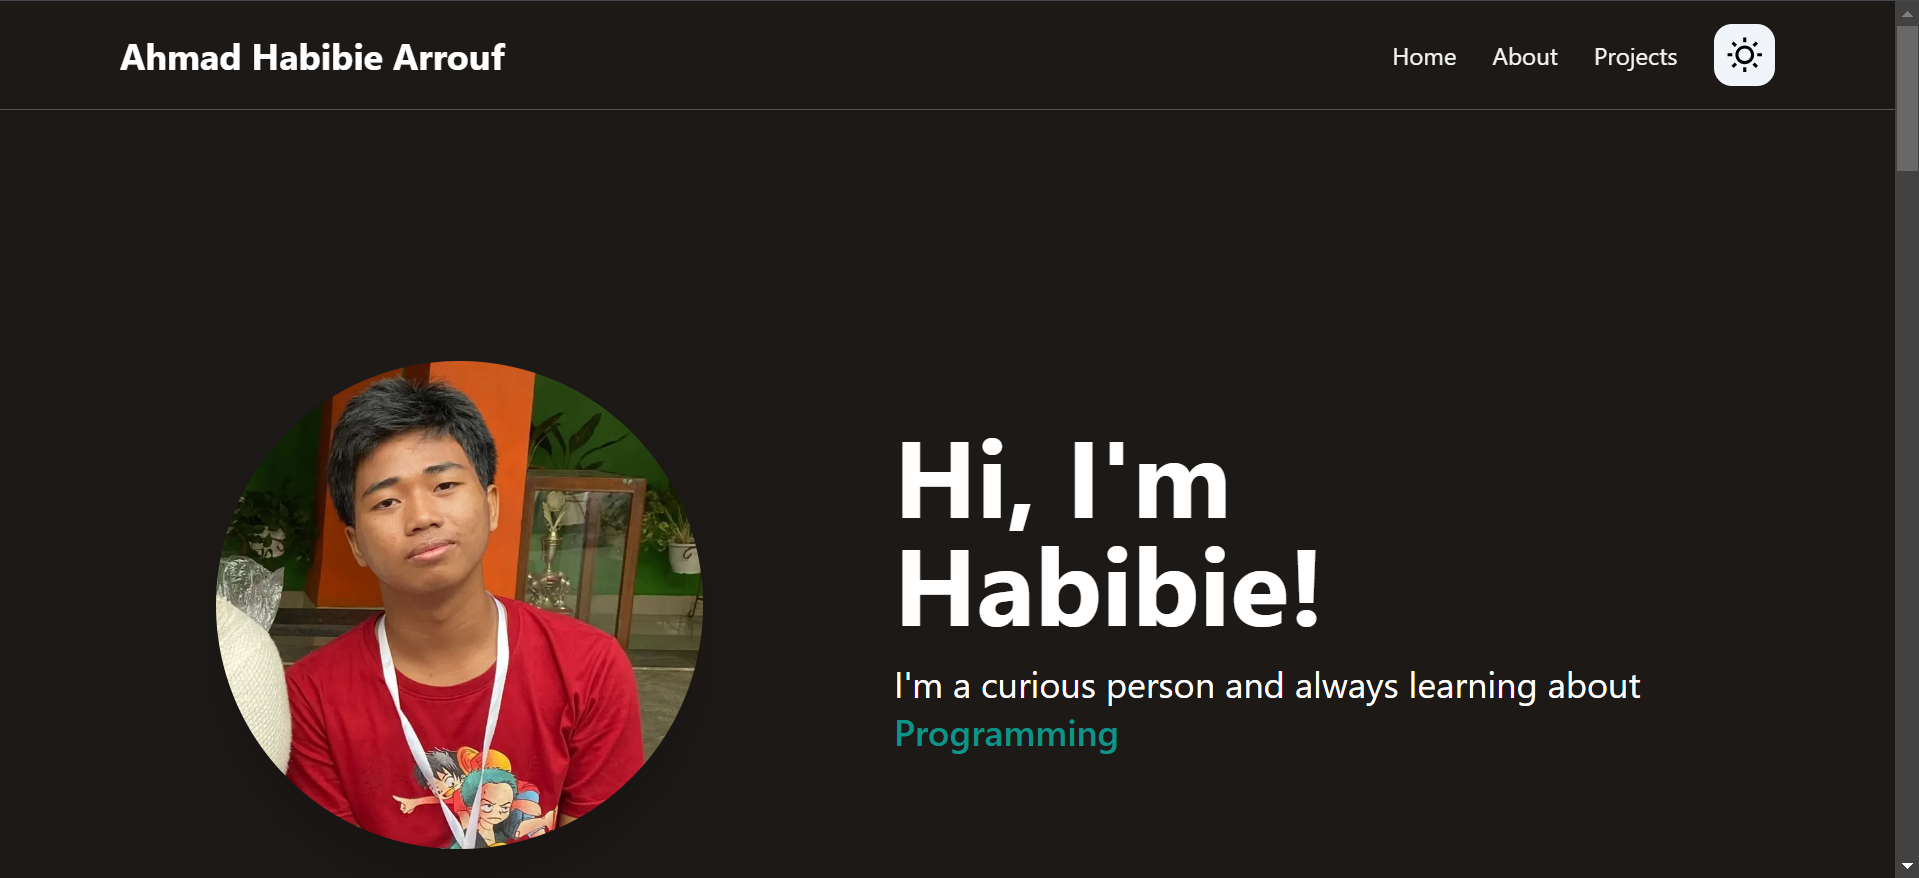 Ahmad Habibie Arrouf
Home About Projects
Hi, I'm
Habibie!
I'm a curious person and always learning about
Programming